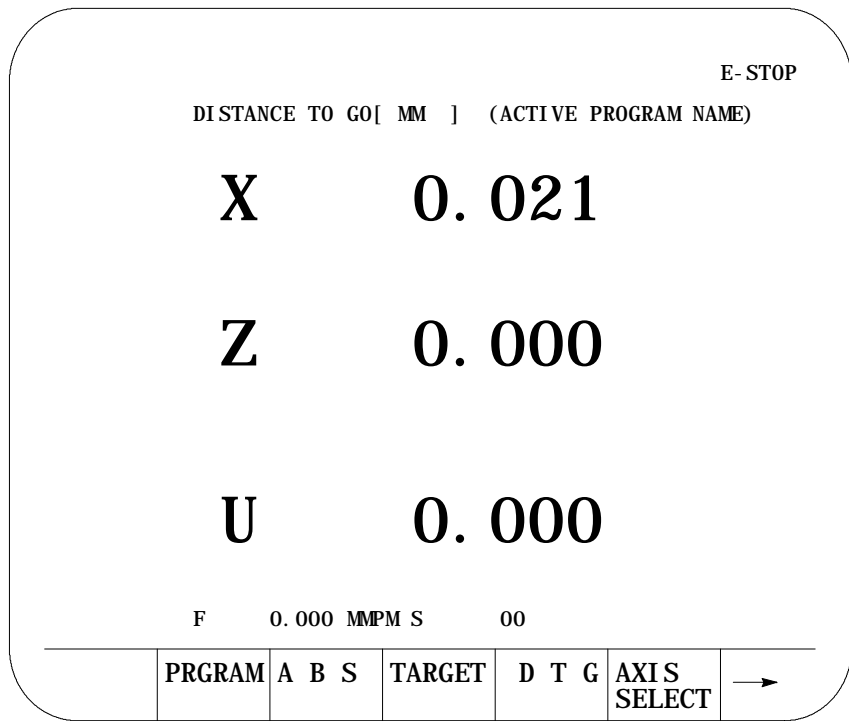 E-STOP
DISTANCE TO GO[ MM ] (ACTIVE PROGRAM NAME)
X 0.021
Z 0.000
U 0.000
F 0.000 MMPM S 00
PRGRAM A B S TARGET D T G AXIS
SELECT